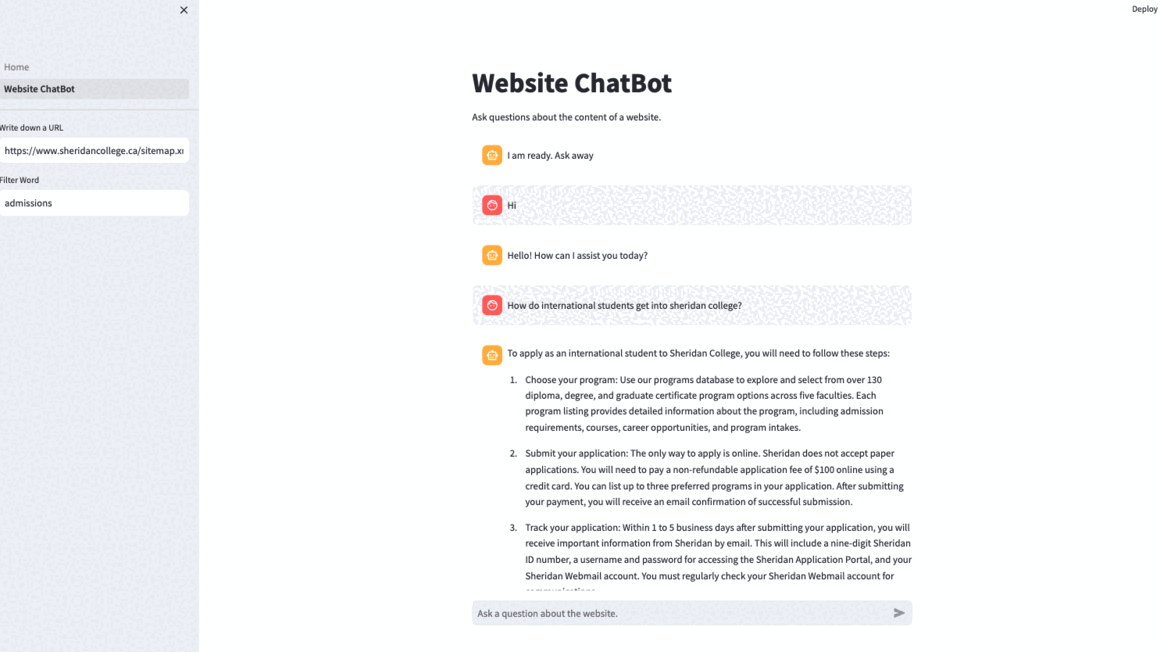 Deploy
Home
Website ChatBot
Write down a URL
https://www.sheridancollege.ca/sitemap.x
Filter Word
admissions
Website ChatBot
Ask questions about the content of a website.
I am ready. Ask away
Hi
Hello! How can I assist you today?
How do international students get into sheridan college?
To apply as an international student to Sheridan College, you will need to follow these steps:
1. Choose your program: Use our programs database to explore and select from over 130
diploma, degree, and graduate certificate program options across five faculties. Each
program listing provides detailed information about the program, including admission
requirements, courses, career opportunities, and program intakes.
2. Submit your application: The only way to apply is online. Sheridan does not accept paper
applications. You will need to pay a non-refundable application fee of $100 online using a
credit card. You can list up to three preferred programs in your application. After submitting
your payment, you will receive an email confirmation of successful submission.
3. Track your application: Within 1 to 5 business days after submitting your application, you will
receive important information from Sheridan by email. This will include a nine-digit Sheridan
ID number, a username and password for accessing the Sheridan Application Portal, and your
Sheridan Webmail account. You must regularly check your Sheridan Webmail account for
Ask a question about the website.